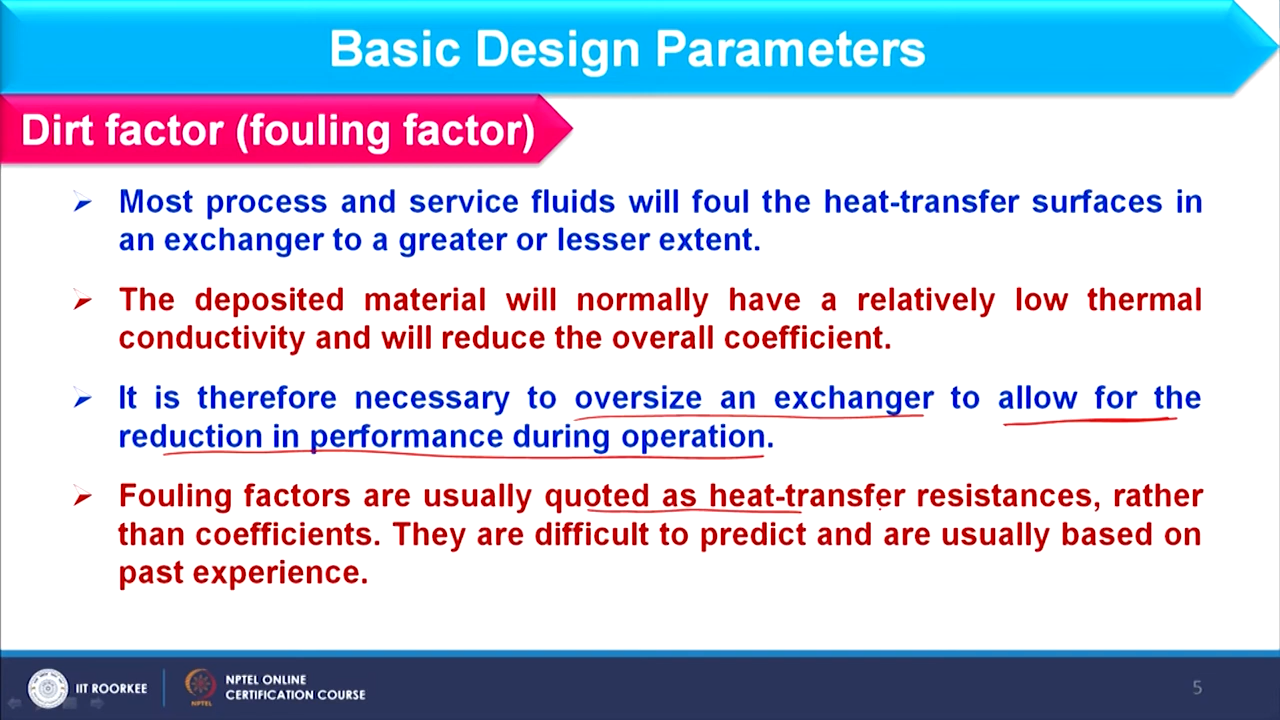 Basic Design Parameters
Dirt factor (fouling factor)
Most process and service fluids will foul the heat-transfer surfaces in
an exchanger to a greater or lesser extent.
The deposited material will normally have a relatively low thermal
conductivity and will reduce the overall coefficient.
It is therefore necessary to oversize an exchanger to allow for the
reduction in performance during operation.
Fouling factors are usually quoted as heat-transfer resistances, rather
than coefficients. They are difficult to predict and are usually based on
past experience.
IIT ROORKEE
NPTEL ONLINE
CERTIFICATION COURSE
NPTEL
5